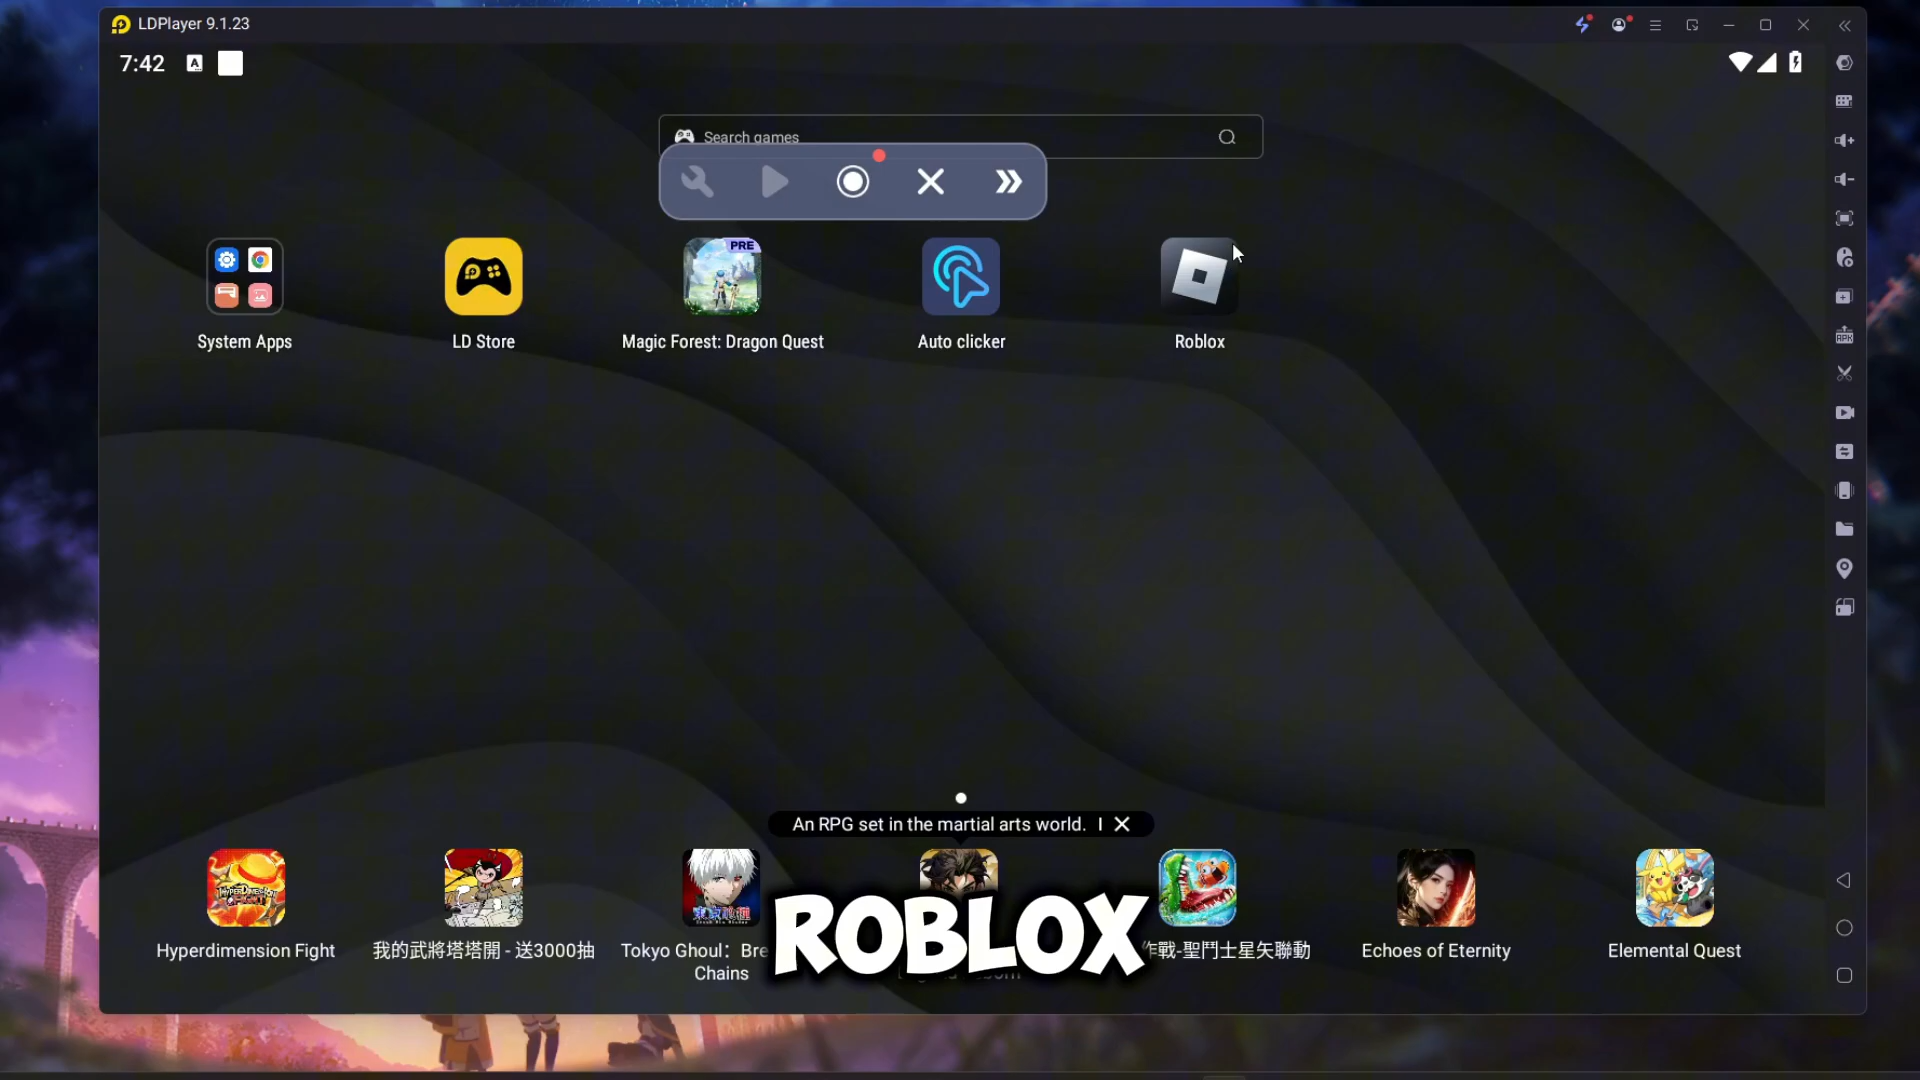 LDPlayer 9.1.23
7:42
A
Search games
PRE
System Apps
LD Store
Magic Forest: Dragon Quest
Auto clicker
Roblox
An RPG set in the martial arts world.
Hyperdimension Fight
我的武將塔塔開 - 送3000抽
Tokyo Ghoul: Bre
Chains
作戰-聖鬥士星矢聯動
Echoes of Eternity
Elemental Quest
ROBLOX